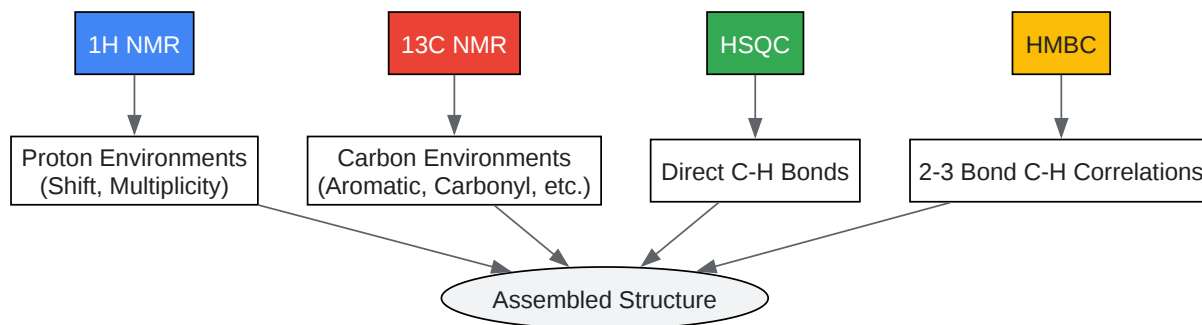 1H NMR
13C NMR
HSQC
HMBC
Proton Environments
(Shift, Multiplicity)
Carbon Environments
(Aromatic, Carbonyl, etc.)
Direct C-H Bonds
2-3 Bond C-H Correlations
Assembled Structure